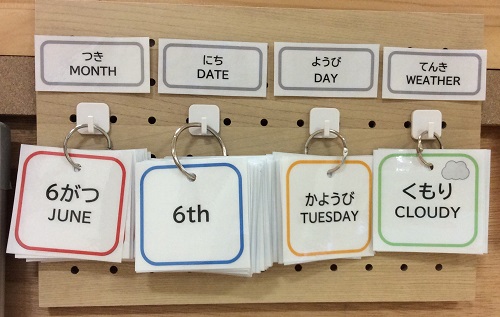 つき
MONTH
にち
DATE
ようび
DAY
てんき
WEATHER
6がつ
JUNE
6th
かようび
TUESDAY
くもり
CLOUDY